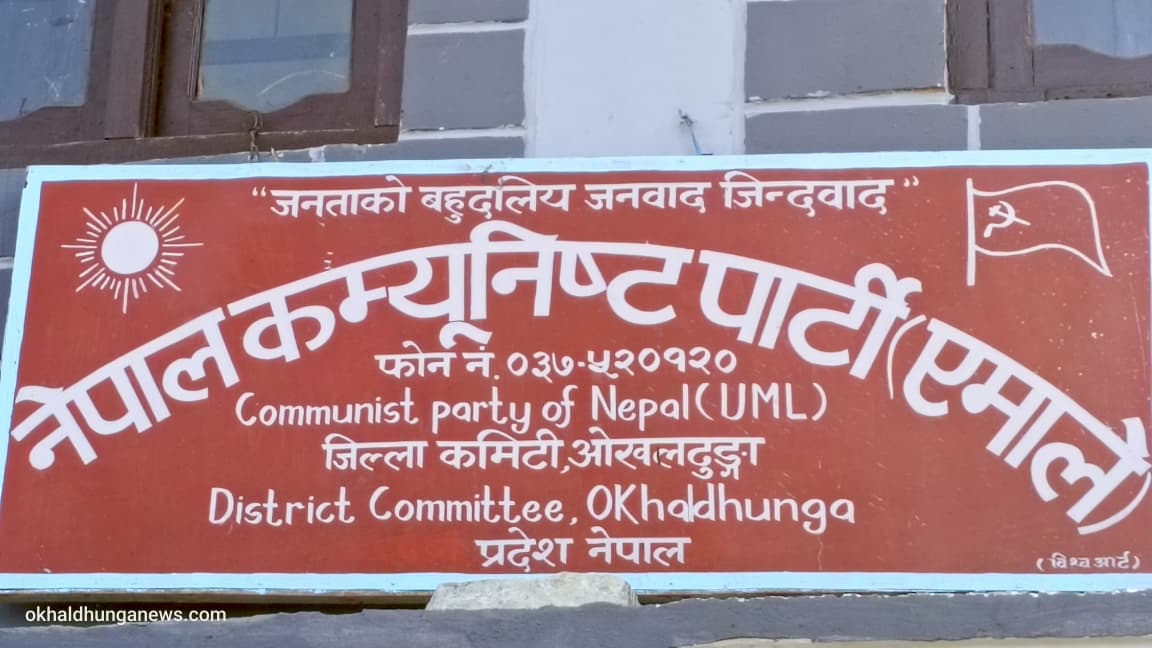 “जनताको बहुदलिय जनवाद जिन्दवाद”
नेपाल कम्यूनिष्ट पार्टी (एमाले)
फोन नं. ०३७-५२०१२०
Communist party of Nepal (UML)
जिल्ला कमिटी,ओखलढुङ्गा
District Committee, OKhaldhunga
प्रदेश नेपाल
(विश्व आर्ट)
okhaldhunganews.com